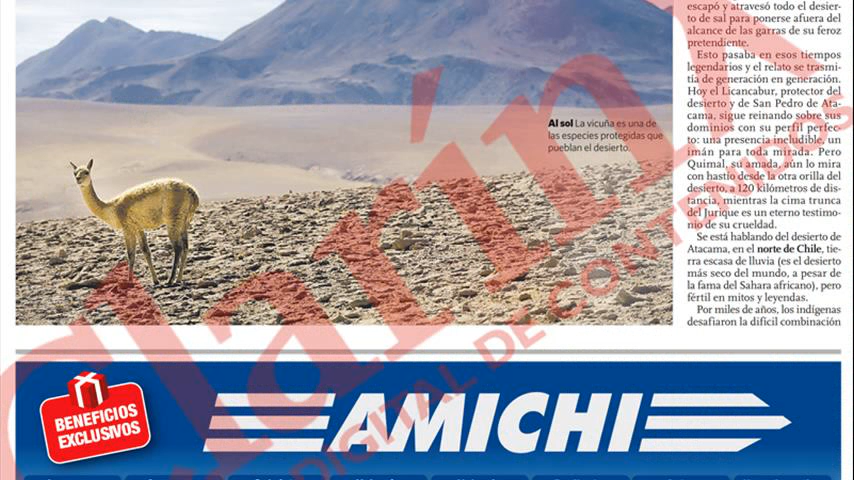 escapó y atravesó todo el desier-
to de sal para ponerse afuera del
alcance de las garras de su feroz
pretendiente.
Esto pasaba en esos tiempos
legendarios y el relato se trasmi-
tía de generación en generación.
Hoy el Licancabur, protector del
desierto y de San Pedro de Ata-
cama, sigue reinando sobre sus
dominios con su perfil perfec-
to: una presencia ineludible, un
imán para toda mirada. Pero
Quimal, su amada, aún lo mira
con hastío desde la otra orilla del
desierto, a 120 kilómetros de dis-
tancia, mientras la cima trunca
del Jurique es un eterno testimo-
nio de su crueldad.
Se está hablando del desierto de
Atacama, en el norte de Chile, tie-
rra escasa de lluvia (es el desierto
más seco del mundo, a pesar de
la fama del Sahara africano), pero
fértil en mitos y leyendas.
Por miles de años, los indígenas
desafiaron la difícil combinación
Al sol La vicuña es una de
las especies protegidas que
pueblan el desierto.
Clarín
DIGITAL DE CONTENIDOS
BENEFICIOS
EXCLUSIVOS
AMICHI